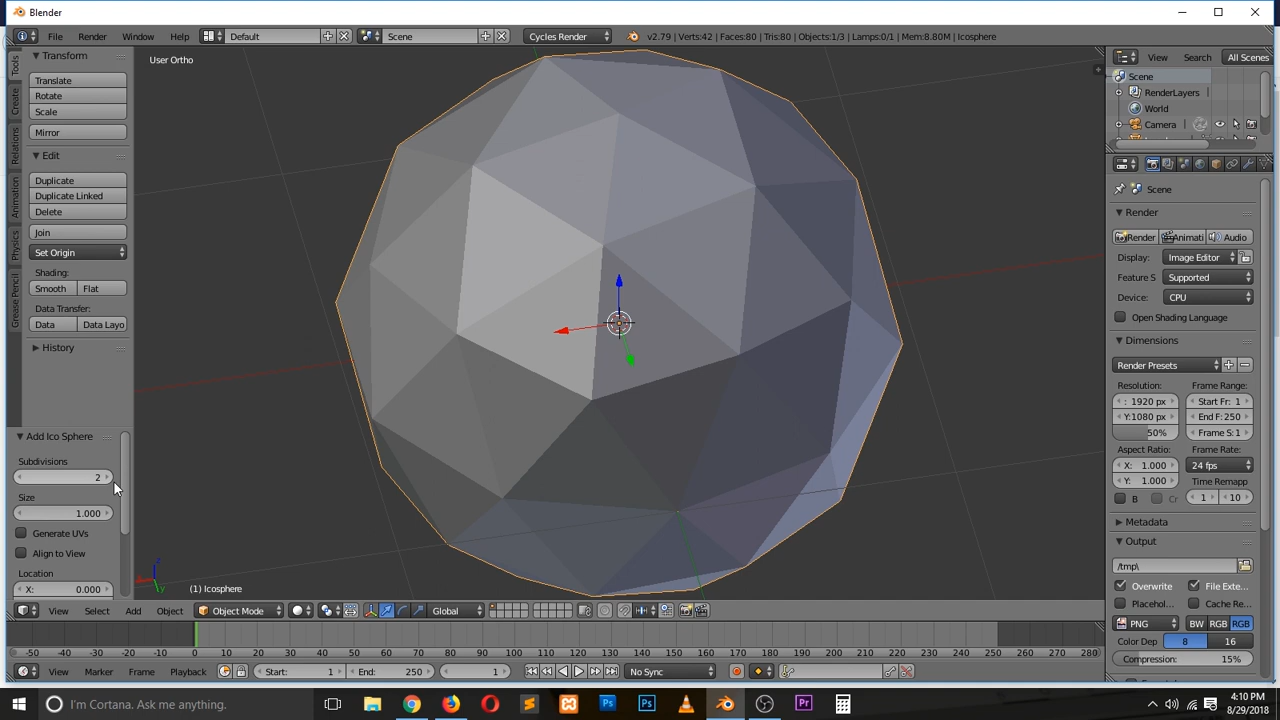 Blender
File Render Window Help Default Scene Cycles Render v2.79 | Verts:42 | Faces:80 | Tris:80 | Objects:1/3 | Lamps:0/1 | Mem:8.80M | Icosphere
User Ortho
Tools
Create
Relations
Animation
Physics
Grease Pencil
Transform
Translate
Rotate
Scale
Mirror
Edit
Duplicate
Duplicate Linked
Delete
Join
Set Origin
Shading:
Smooth Flat
Data Transfer:
Data Data Layo
History
Add Ico Sphere
Subdivisions
2
Size
1.000
Generate UVs
Align to View
Location
X: 0.000
(1) Icosphere
View Search All Scenes
Scene
RenderLayers
World
Camera
Scene
Render
Render Animati Audio
Display: Image Editor
Feature S Supported
Device: CPU
Open Shading Language
Dimensions
Render Presets
Resolution: Frame Range:
: 1920 px Start Fr: 1
Y:1080 px End F: 250
50% Frame S: 1
Aspect Ratio: Frame Rate:
X: 1.000 24 fps
Y: 1.000 Time Remapp
B Cr 1 10
Metadata
Output
/tmp\
Overwrite File Exte...
Placehol... Cache Re...
PNG BW RGB RGB
Color Dep 8 16
Compression: 15%
View Select Add Object Object Mode Global
-50 -40 -30 -20 -10 0 10 20 30 40 50 60 70 80 90 100 110 120 130 140 150 160 170 180 190 200 210 220 230 240 250 260 270 280
View Marker Frame Playback Start: 1 End: 250 1 No Sync
I'm Cortana. Ask me anything. 4:10 PM
8/29/2018